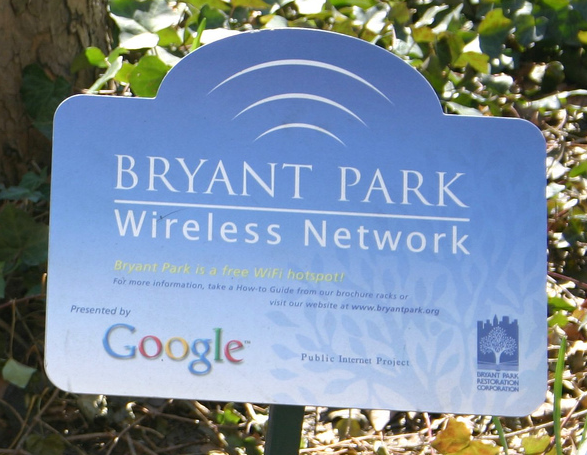 BRYANT PARK
Wireless Network
Bryant Park is a free WiFi hotspot!
For more information, take a How-to Guide from our brochure racks or
visit our website at www.bryantpark.org
Presented by
Google™
Public Internet Project
BRYANT PARK
RESTORATION
CORPORATION